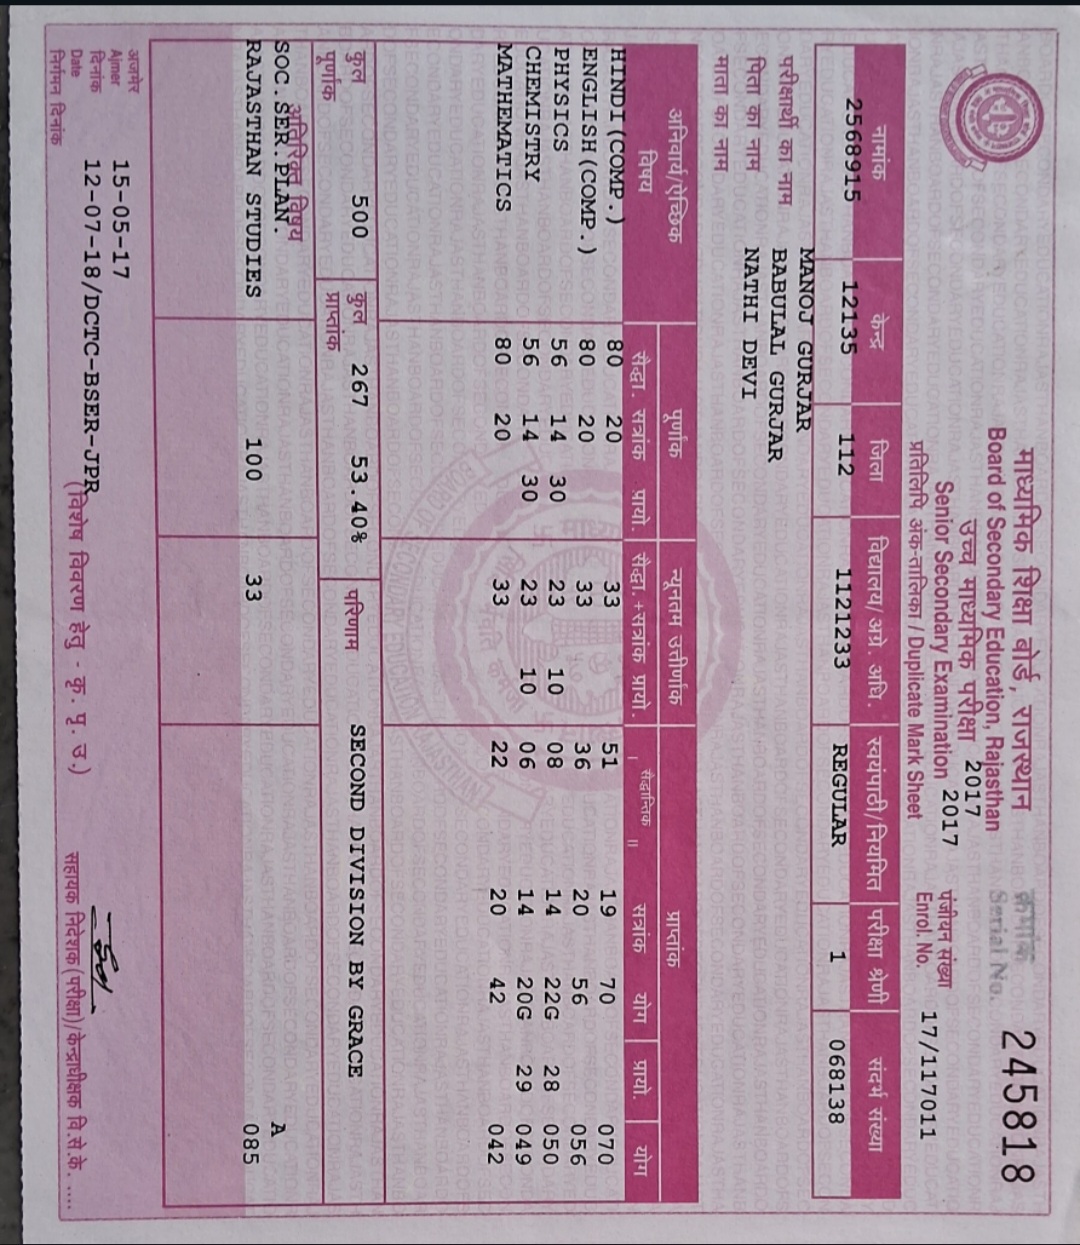 माध्यमिक शिक्षा बोर्ड, राजस्थान
Board of Secondary Education, Rajasthan
उच्च माध्यमिक परीक्षा 2017
Senior Secondary Examination 2017
प्रतिलिपि अंक-तालिका / Duplicate Mark Sheet
क्रमांक
Serial No. 245818
पंजीयन संख्या
Enrol. No. 17/117011
नामांक केन्द्र जिला विद्यालय/अग्रे. अधि. स्वयंपाठी/नियमित परीक्षा श्रेणी संदर्भ संख्या
2568915 12135 112 1121233 REGULAR 1 068138
परीक्षार्थी का नाम MANOJ GURJAR
पिता का नाम BABULAL GURJAR
माता का नाम NATHI DEVI
अनिवार्य/ऐच्छिक विषय पूर्णांक न्यूनतम उत्तीर्णांक प्राप्तांक
सैद्धा. सत्रांक प्रायो. सैद्धा.+सत्रांक प्रायो. । सैद्धान्तिक ॥ सत्रांक योग प्रायो. योग
HINDI (COMP.) 80 20 33 51 19 70 070
ENGLISH (COMP.) 80 20 33 36 20 56 056
PHYSICS 56 14 30 23 10 08 14 22G 28 050
CHEMISTRY 56 14 30 23 10 06 14 20G 29 049
MATHEMATICS 80 20 33 22 20 42 042
कुल पूर्णांक 500 कुल प्राप्तांक 267 53.40% परिणाम SECOND DIVISION BY GRACE
अतिरिक्त विषय
SOC.SER.PLAN. A
RAJASTHAN STUDIES 100 33 085
अजमेर
Ajmer 15-05-17
दिनांक
Date 12-07-18/DCTC-BSER-JPR
निर्गमन दिनांक
(विशेष विवरण हेतु - कृ. पृ. उ.)
सहायक निदेशक (परीक्षा)/केन्द्राधीक्षक वि.से.के. ....